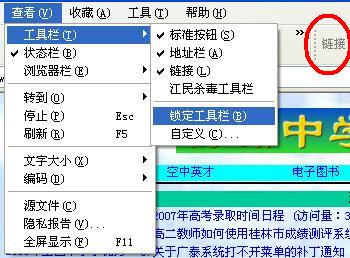 查看(V) 收藏(A) 工具(T) 帮助(H)
工具栏(T)
状态栏(B)
浏览器栏(E)
转到(O)
停止(P) Esc
刷新(R) F5
文字大小(X)
编码(D)
源文件(C)
隐私报告(V)...
全屏显示(F) F11
标准按钮(S)
地址栏(A)
链接(L)
江民杀毒工具栏
锁定工具栏(B)
自定义(C)...
»
链接
中学
空中英才 电子图书
2007年高考录取时间日程 (访问量:3
高二教师如何使用桂林市成绩测评系统
关于广泰系统打不开菜单的补丁通知